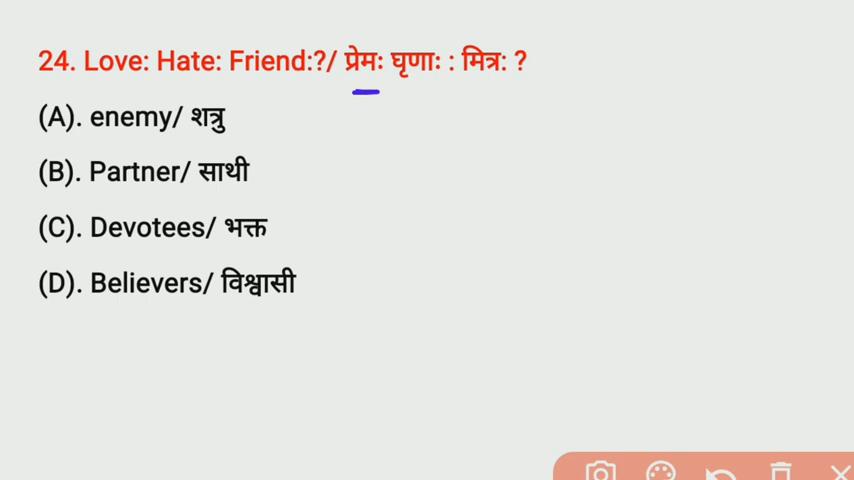 24. Love: Hate: Friend:?/ प्रेमः घृणाः : मित्र: ?
(A). enemy/ शत्रु
(B). Partner/ साथी
(C). Devotees/ भक्त
(D). Believers/ विश्वासी